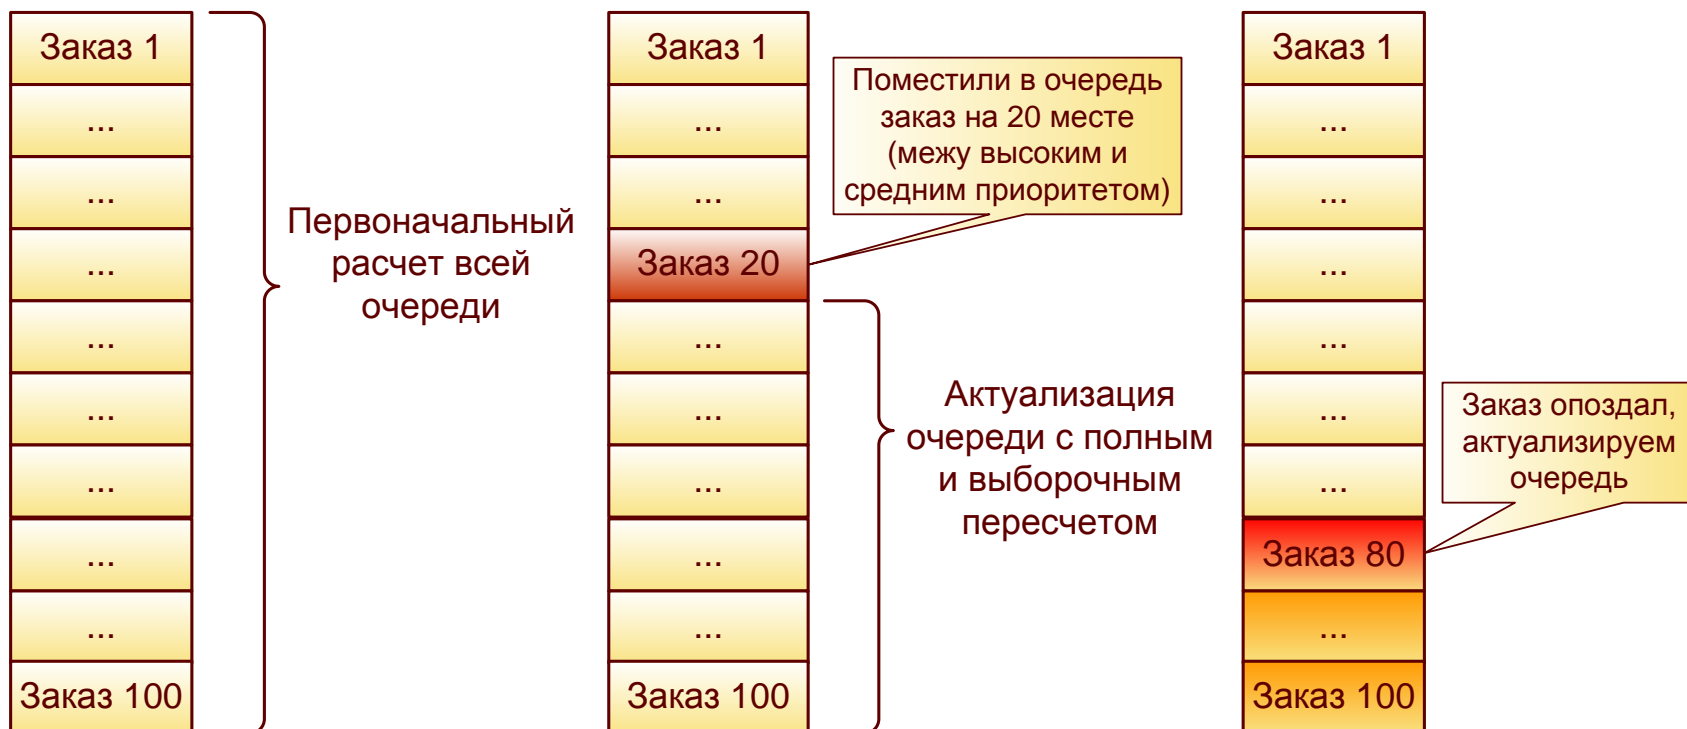 Заказ 1
...
...
...
...
...
...
...
...
Заказ 100
Первоначальный
расчет всей
очереди
Заказ 1
...
...
Заказ 20
...
...
...
...
...
Заказ 100
Поместили в очередь
заказ на 20 месте
(межу высоким и
средним приоритетом)
Актуализация
очереди с полным
и выборочным
пересчетом
Заказ 1
...
...
...
...
...
...
Заказ 80
...
Заказ 100
Заказ опоздал,
актуализируем
очередь